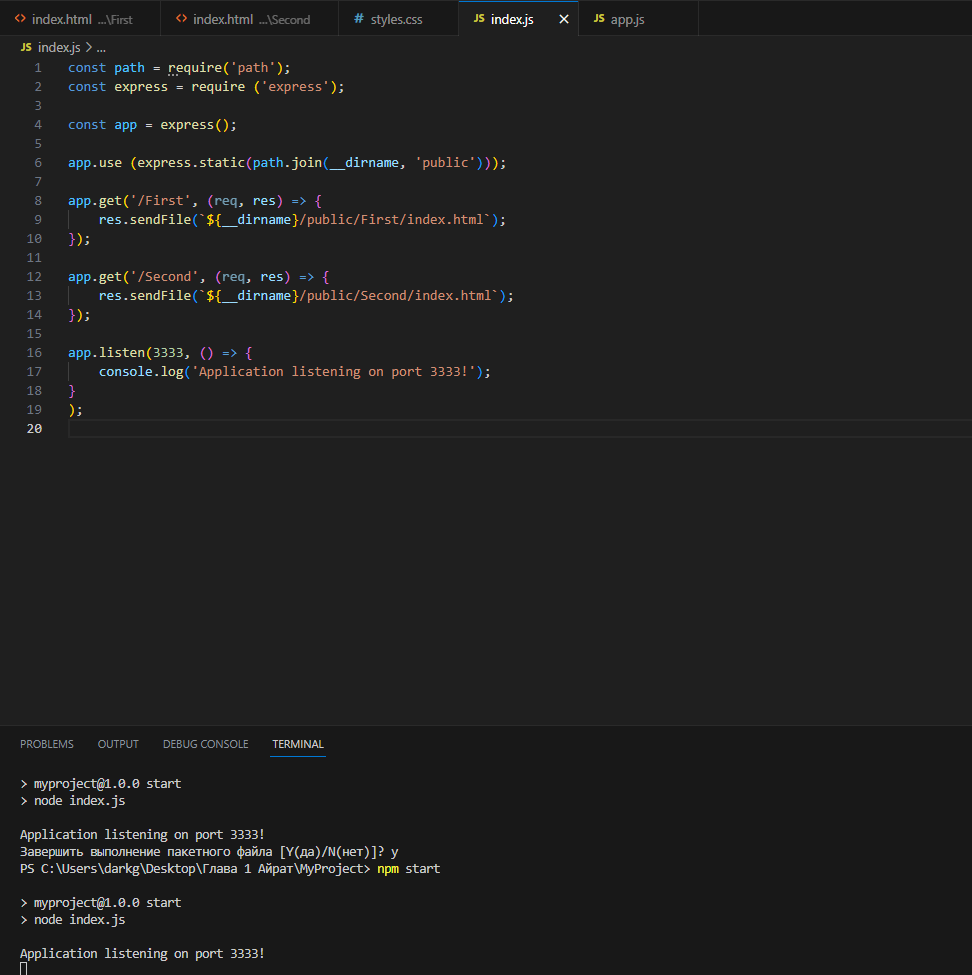 index.html ...\First index.html ...\Second # styles.css JS index.js JS app.js
JS index.js > ...
1 const path = require('path');
2 const express = require ('express');
3
4 const app = express();
5
6 app.use (express.static(path.join(__dirname, 'public')));
7
8 app.get('/First', (req, res) => {
9 res.sendFile(`${__dirname}/public/First/index.html`);
10 });
11
12 app.get('/Second', (req, res) => {
13 res.sendFile(`${__dirname}/public/Second/index.html`);
14 });
15
16 app.listen(3333, () => {
17 console.log('Application listening on port 3333!');
18 }
19 );
20
PROBLEMS OUTPUT DEBUG CONSOLE TERMINAL
> myproject@1.0.0 start
> node index.js
Application listening on port 3333!
Завершить выполнение пакетного файла [Y(да)/N(нет)]? y
PS C:\Users\darkg\Desktop\Глава 1 Айрат\MyProject> npm start
> myproject@1.0.0 start
> node index.js
Application listening on port 3333!